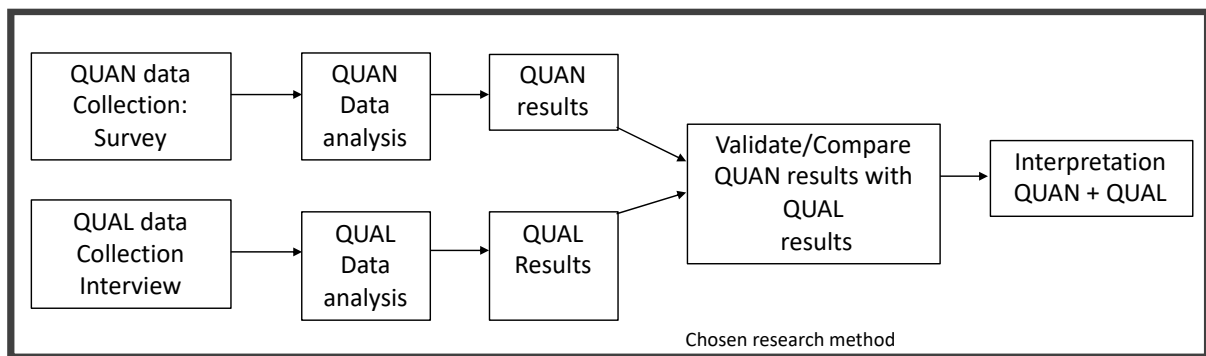 QUAN data
Collection:
Survey
QUAN
Data
analysis
QUAN
results
Validate/Compare
QUAN results with
QUAL
results
Interpretation
QUAN + QUAL
QUAL data
Collection
Interview
QUAL
Data
analysis
QUAL
Results
Chosen research method